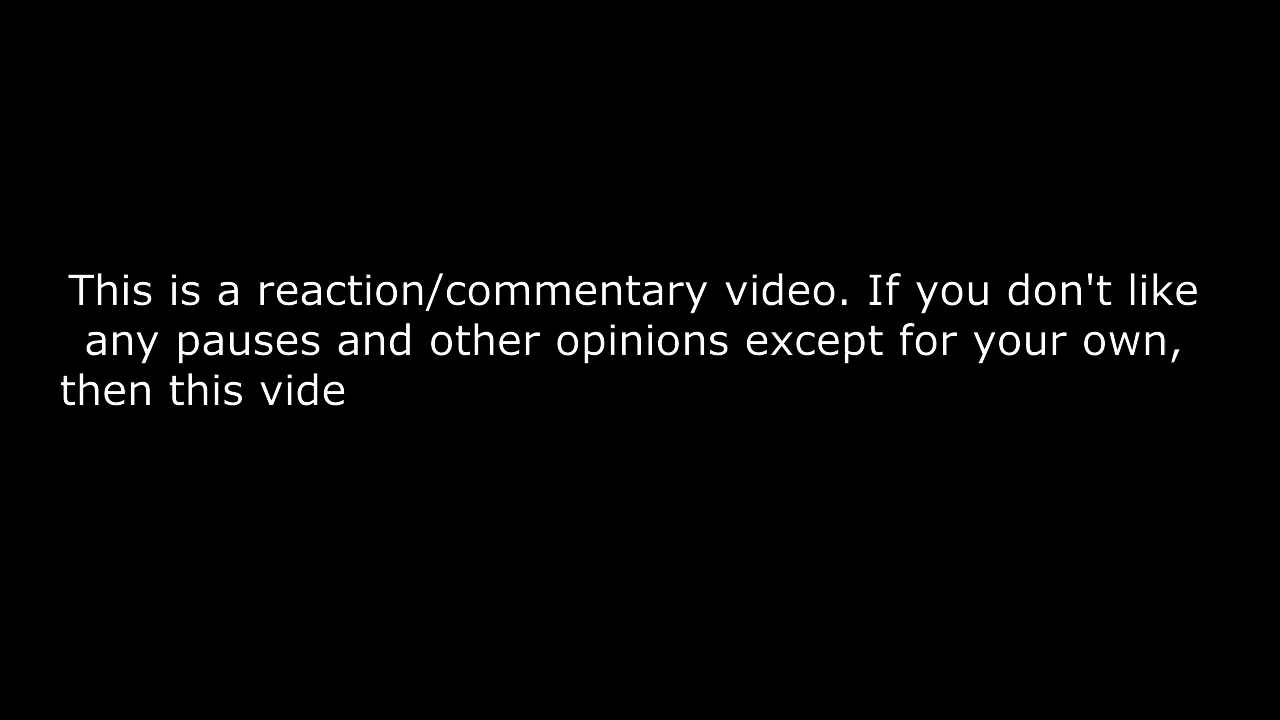 This is a reaction/commentary video. If you don't like
any pauses and other opinions except for your own,
then this vide